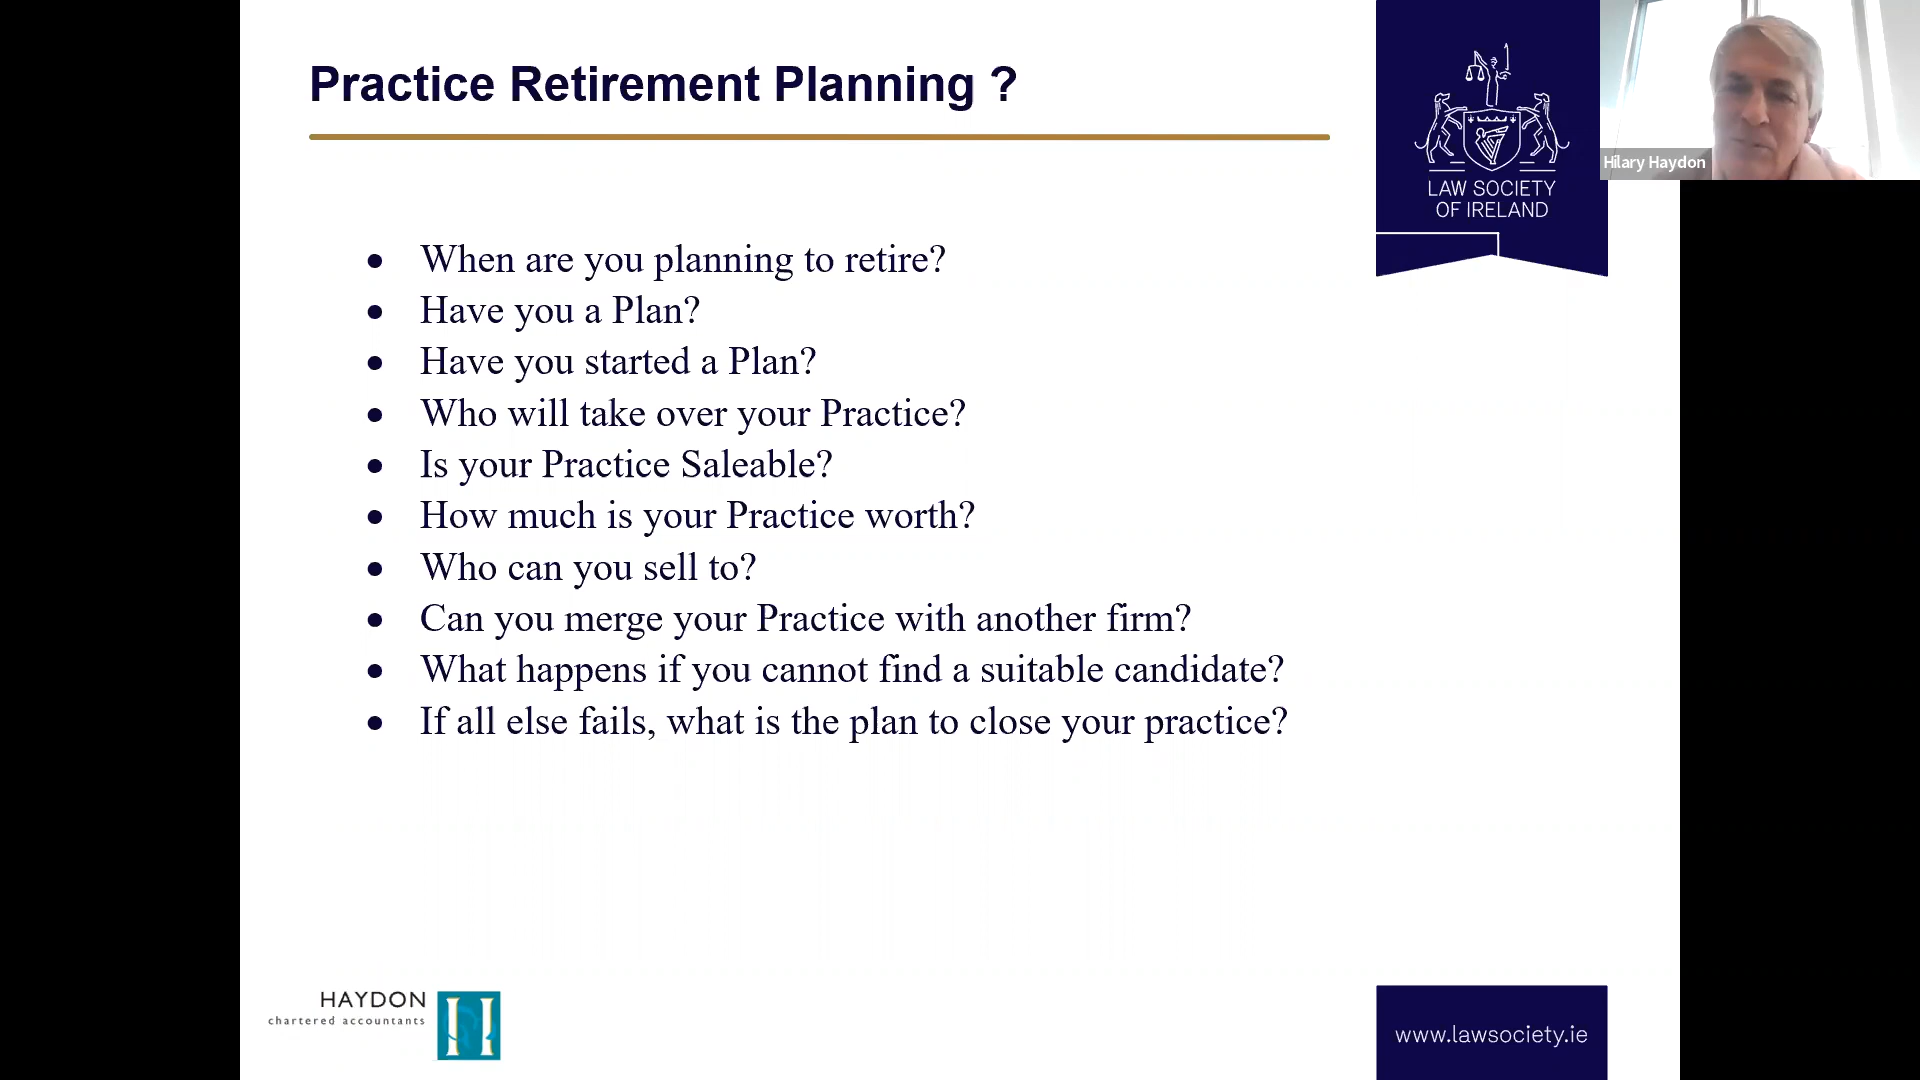 Practice Retirement Planning ?
LAW SOCIETY
OF IRELAND
Hilary Haydon
• When are you planning to retire?
• Have you a Plan?
• Have you started a Plan?
• Who will take over your Practice?
• Is your Practice Saleable?
• How much is your Practice worth?
• Who can you sell to?
• Can you merge your Practice with another firm?
• What happens if you cannot find a suitable candidate?
• If all else fails, what is the plan to close your practice?
HAYDON
chartered accountants
H
www.lawsociety.ie